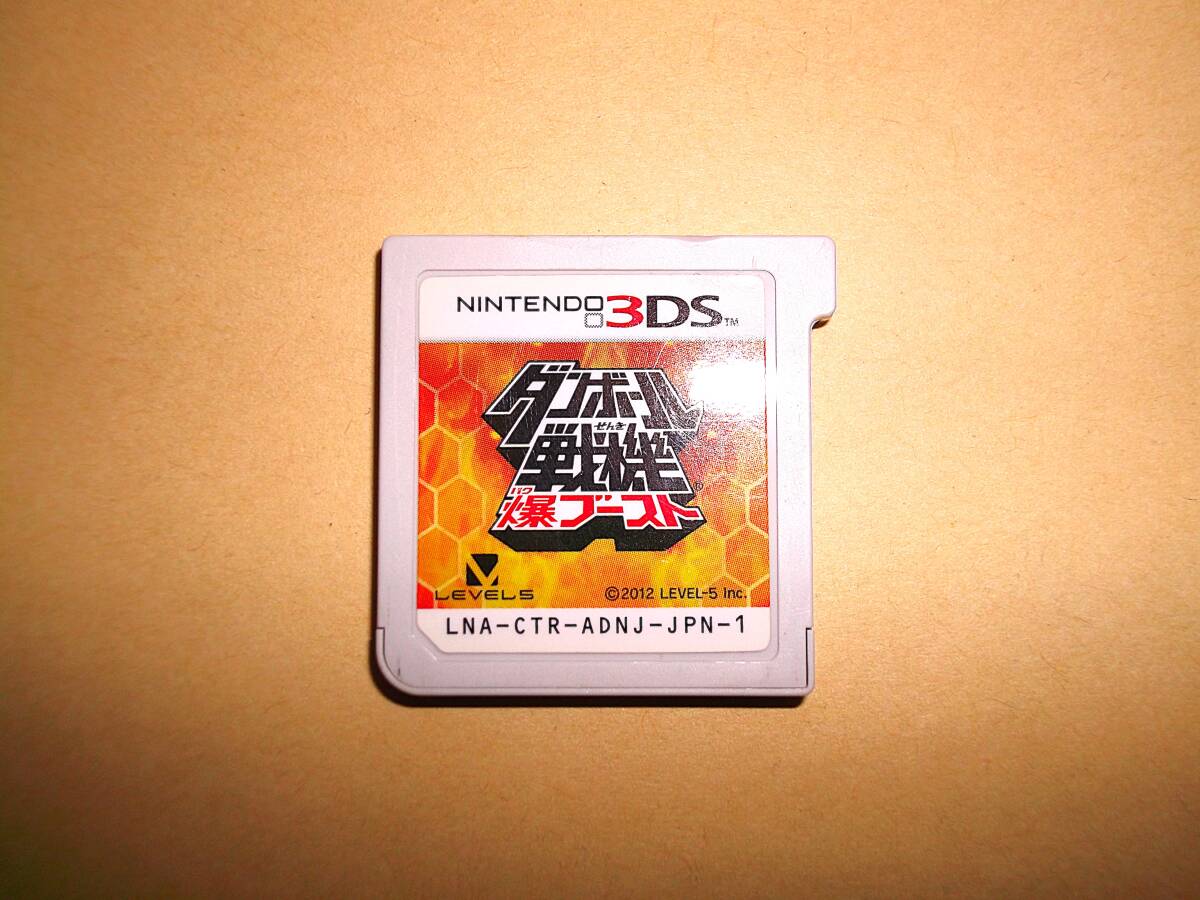 NINTENDO 3DS™
ダンボール
せんき
戦機
バク
爆ブースト
LEVEL5
©2012 LEVEL-5 Inc.
LNA-CTR-ADNJ-JPN-1